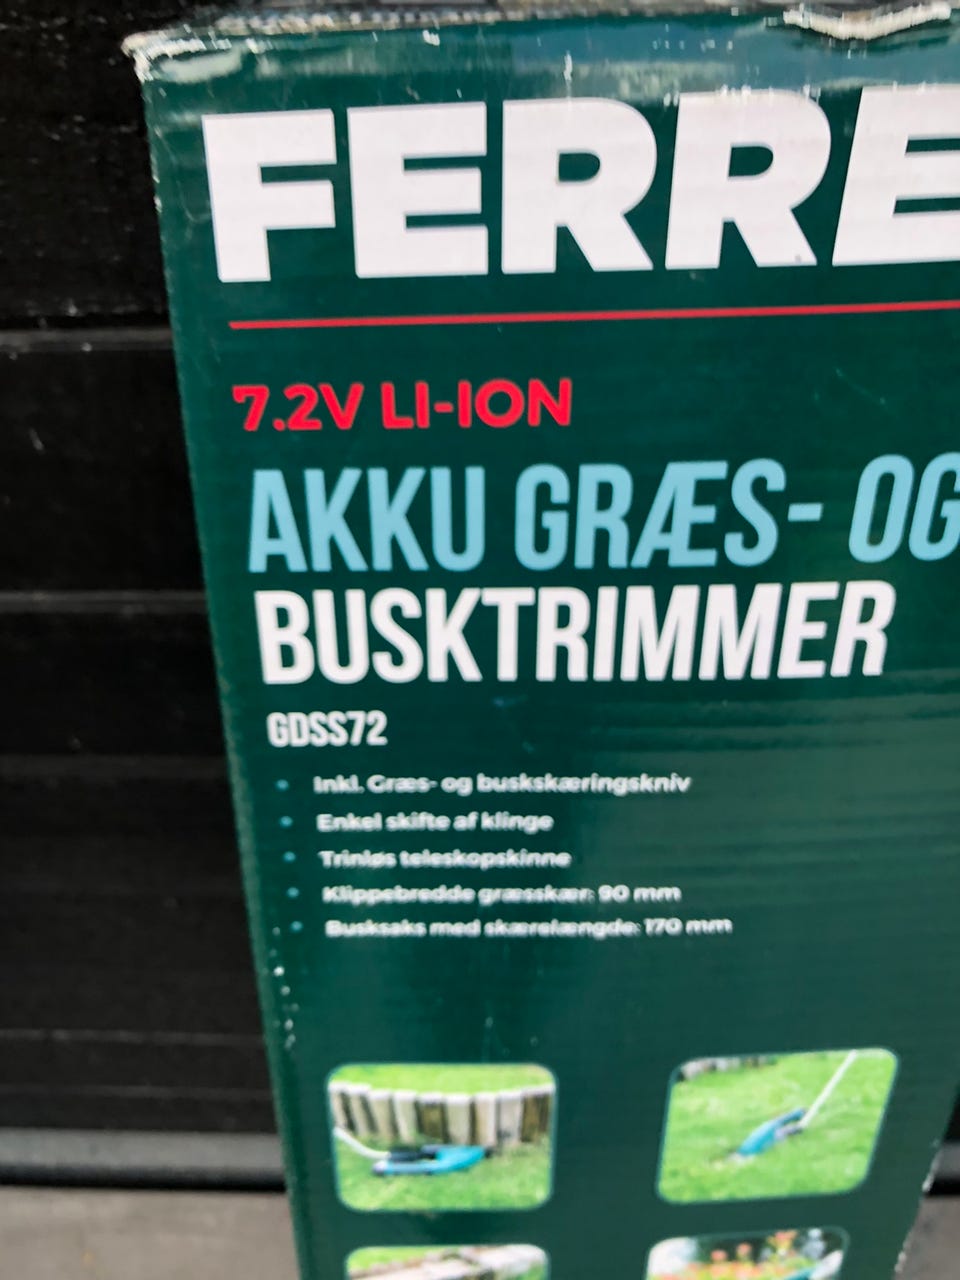 FERRE
7.2V LI-ION
AKKU GRÆS- OG
BUSKTRIMMER
GDSS72
• Inkl. Græs- og buskskæringskniv
• Enkel skifte af klinge
• Trinløs teleskopskinne
• Klippebredde græsskær: 90 mm
• Busksaks med skærelængde: 170 mm